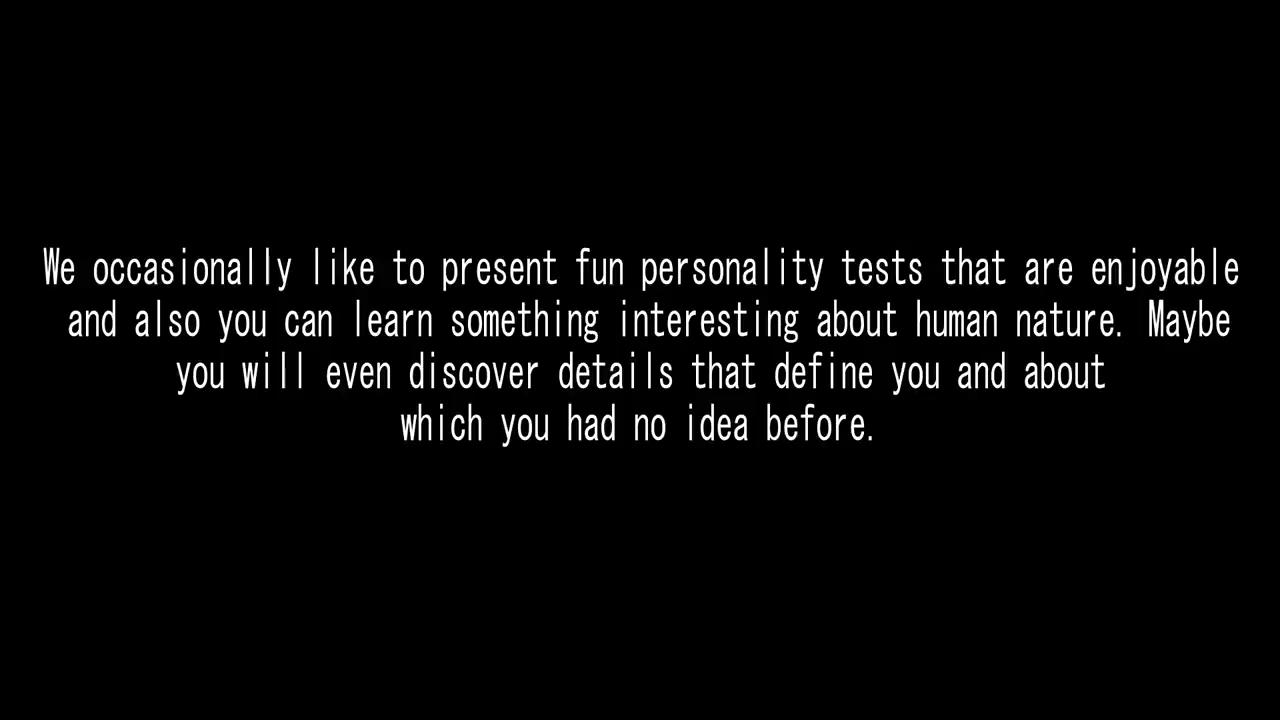 We occasionally like to present fun personality tests that are enjoyable
and also you can learn something interesting about human nature. Maybe
you will even discover details that define you and about
which you had no idea before.